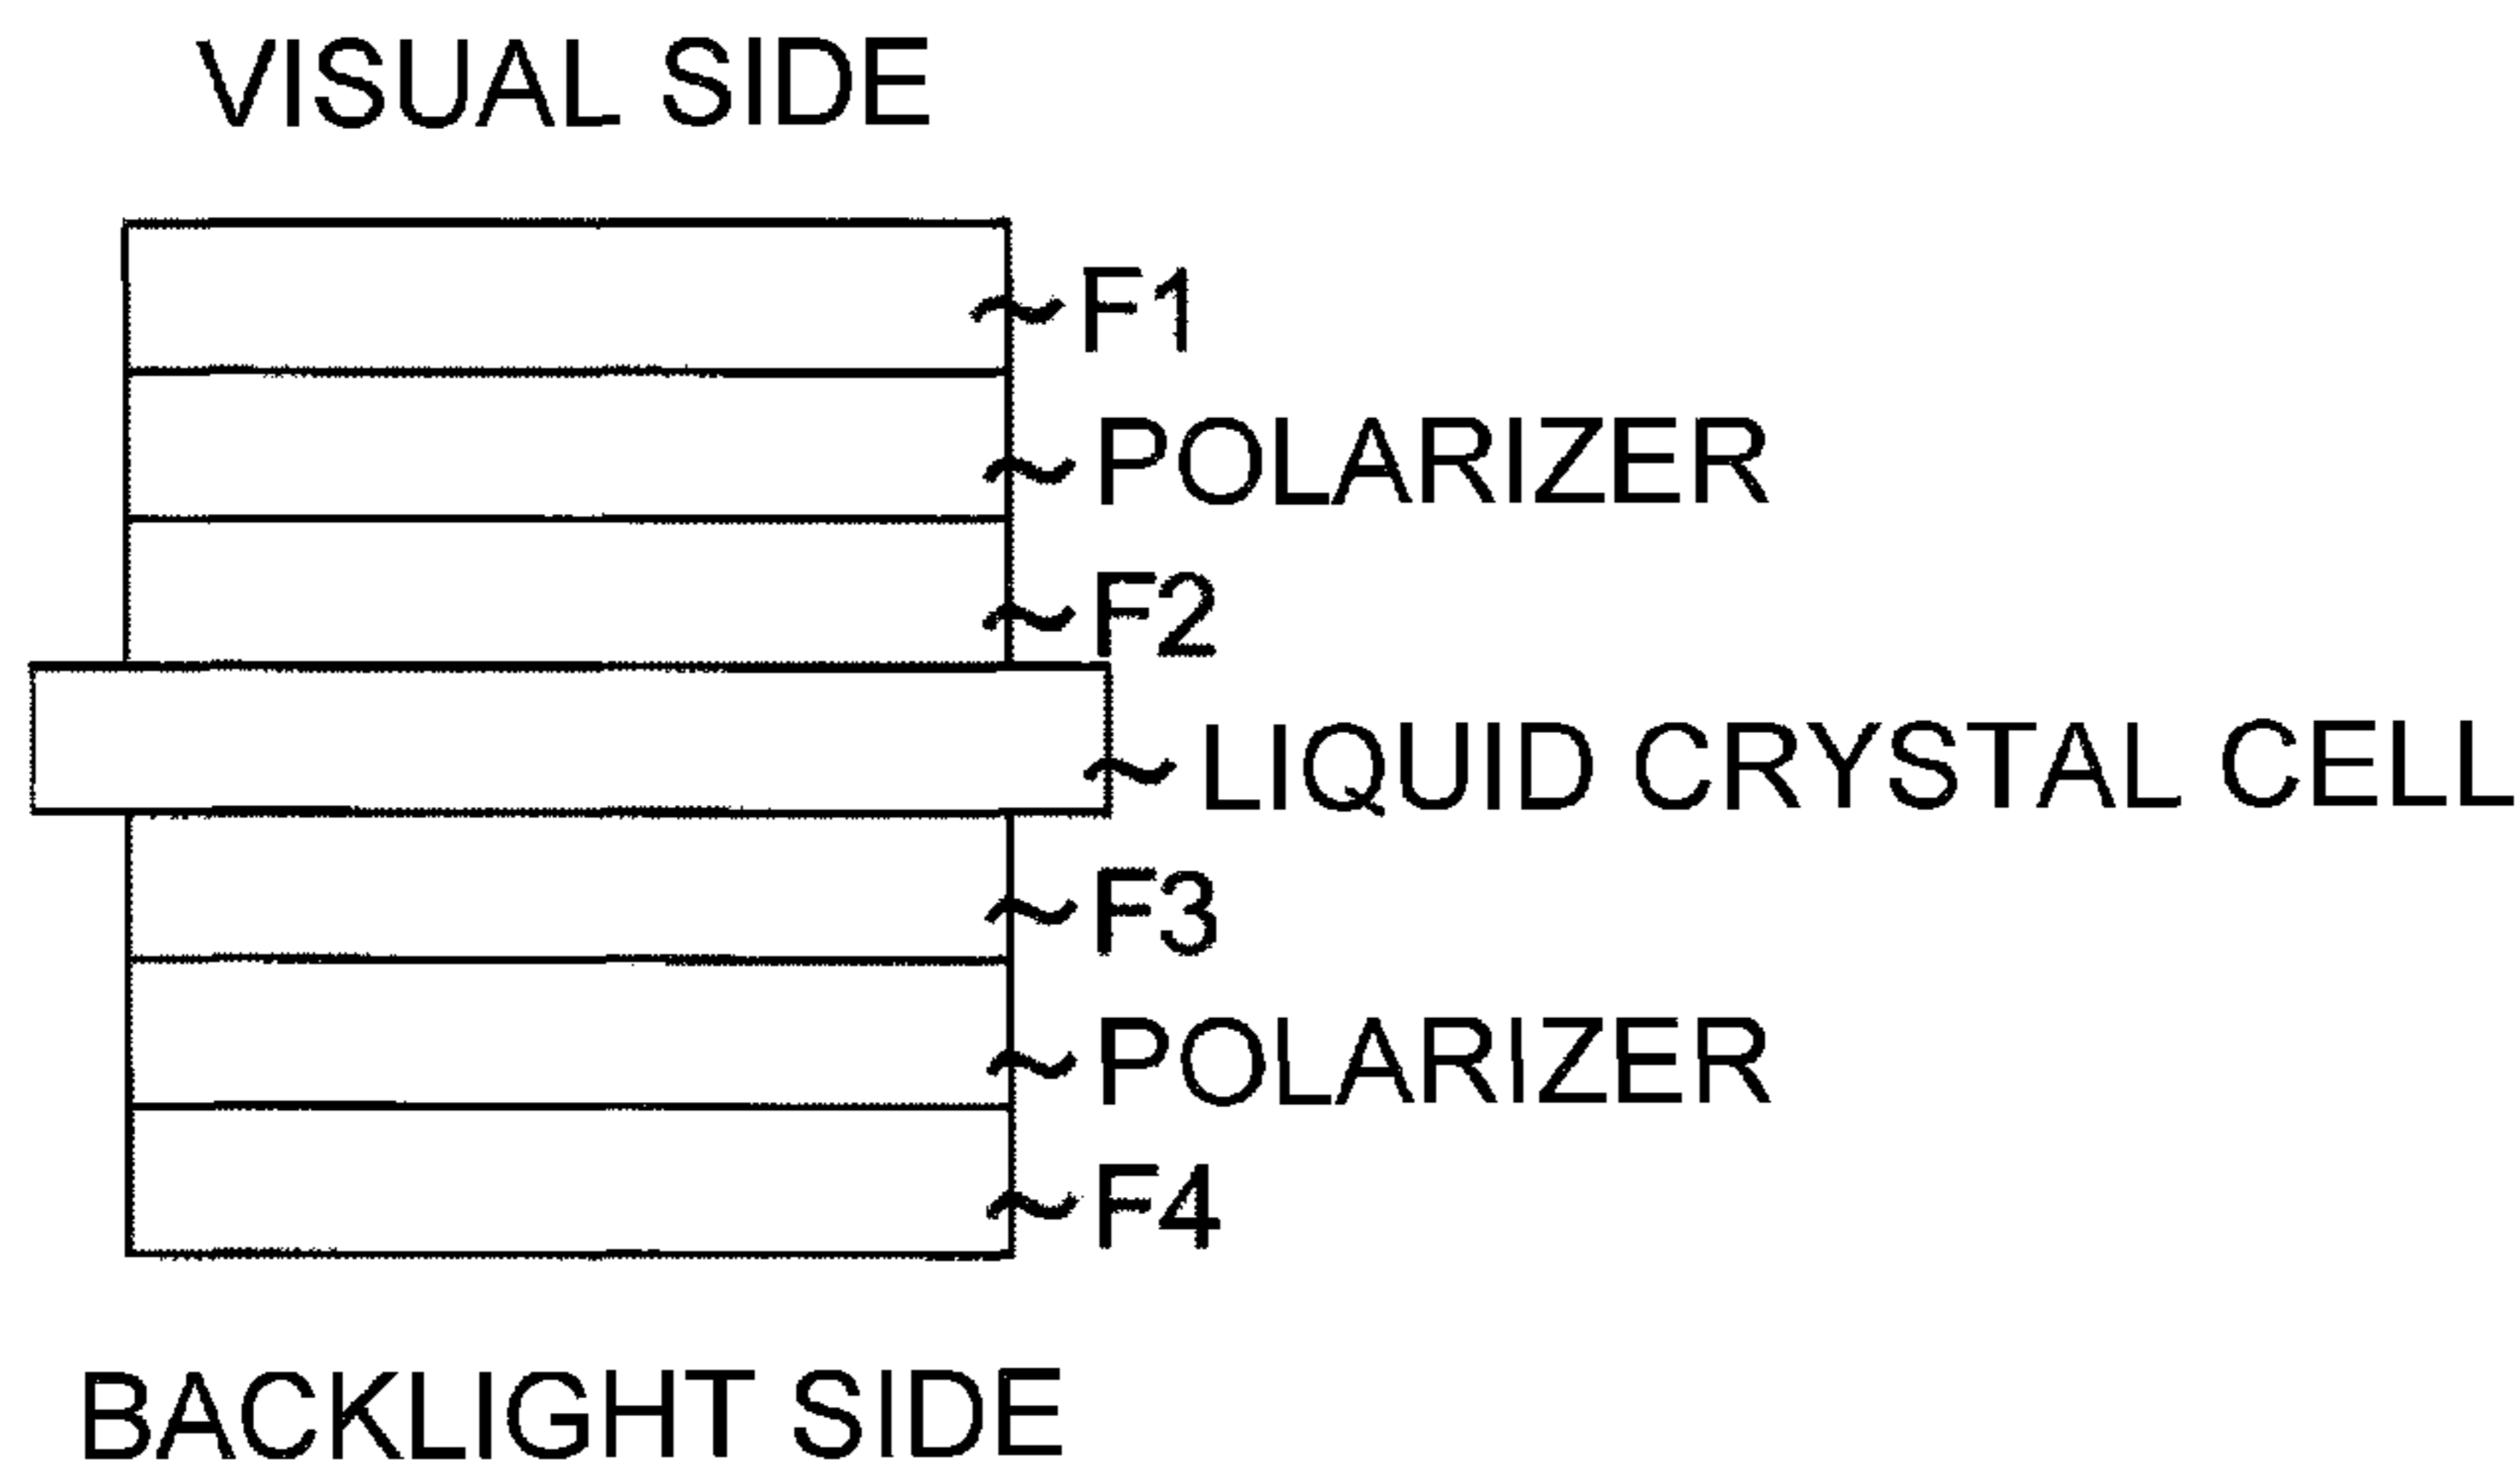 VISUAL SIDE
F1
POLARIZER
F2
LIQUID CRYSTAL CELL
F3
POLARIZER
F4
BACKLIGHT SIDE